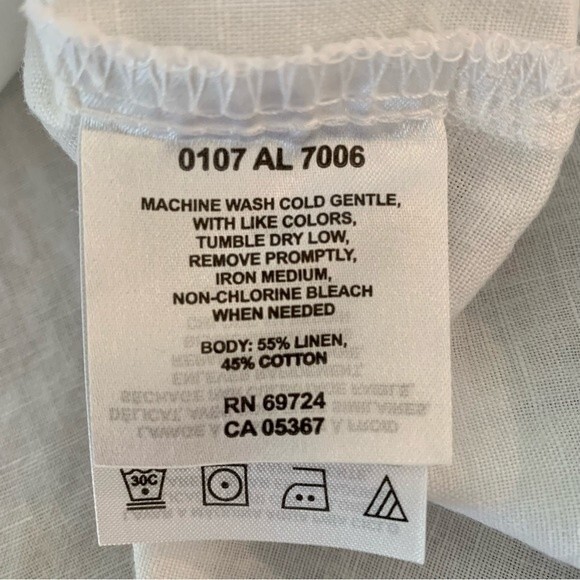 0107 AL 7006
MACHINE WASH COLD GENTLE,
WITH LIKE COLORS,
TUMBLE DRY LOW,
REMOVE PROMPTLY,
IRON MEDIUM,
NON-CHLORINE BLEACH
WHEN NEEDED
BODY: 55% LINEN,
45% COTTON
RN 69724
CA 05367
30C